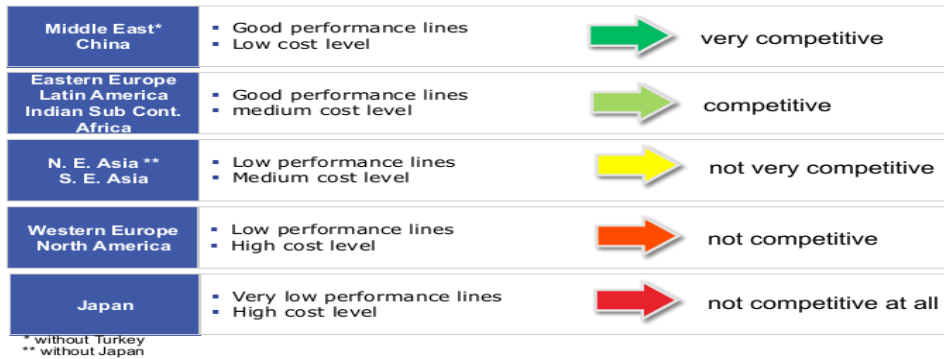 Middle East*
China
▪ Good performance lines
▪ Low cost level
very competitive
Eastern Europe
Latin America
Indian Sub Cont.
Africa
▪ Good performance lines
▪ medium cost level
competitive
N. E. Asia **
S. E. Asia
▪ Low performance lines
▪ Medium cost level
not very competitive
Western Europe
North America
▪ Low performance lines
▪ High cost level
not competitive
Japan
▪ Very low performance lines
▪ High cost level
not competitive at all
* without Turkey
** without Japan